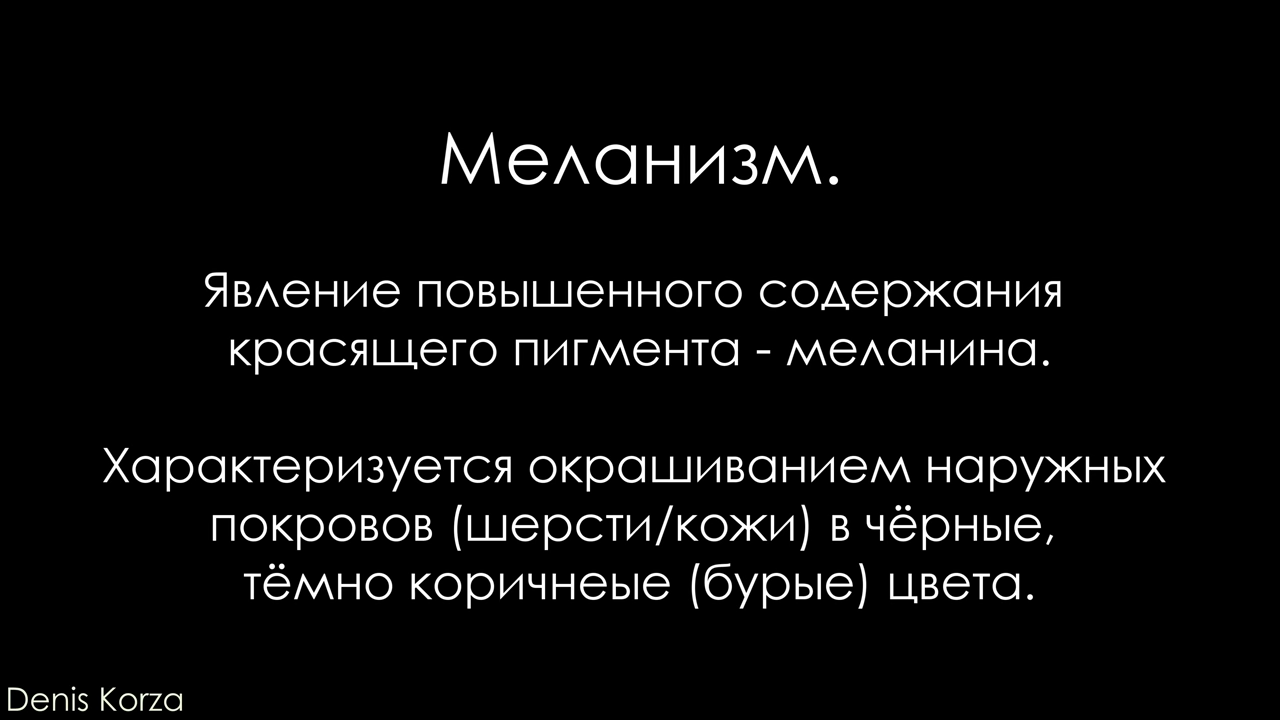 Меланизм.
Явление повышенного содержания
красящего пигмента - меланина.
Характеризуется окрашиванием наружных
покровов (шерсти/кожи) в чёрные,
тёмно коричнеые (бурые) цвета.
Denis Korza